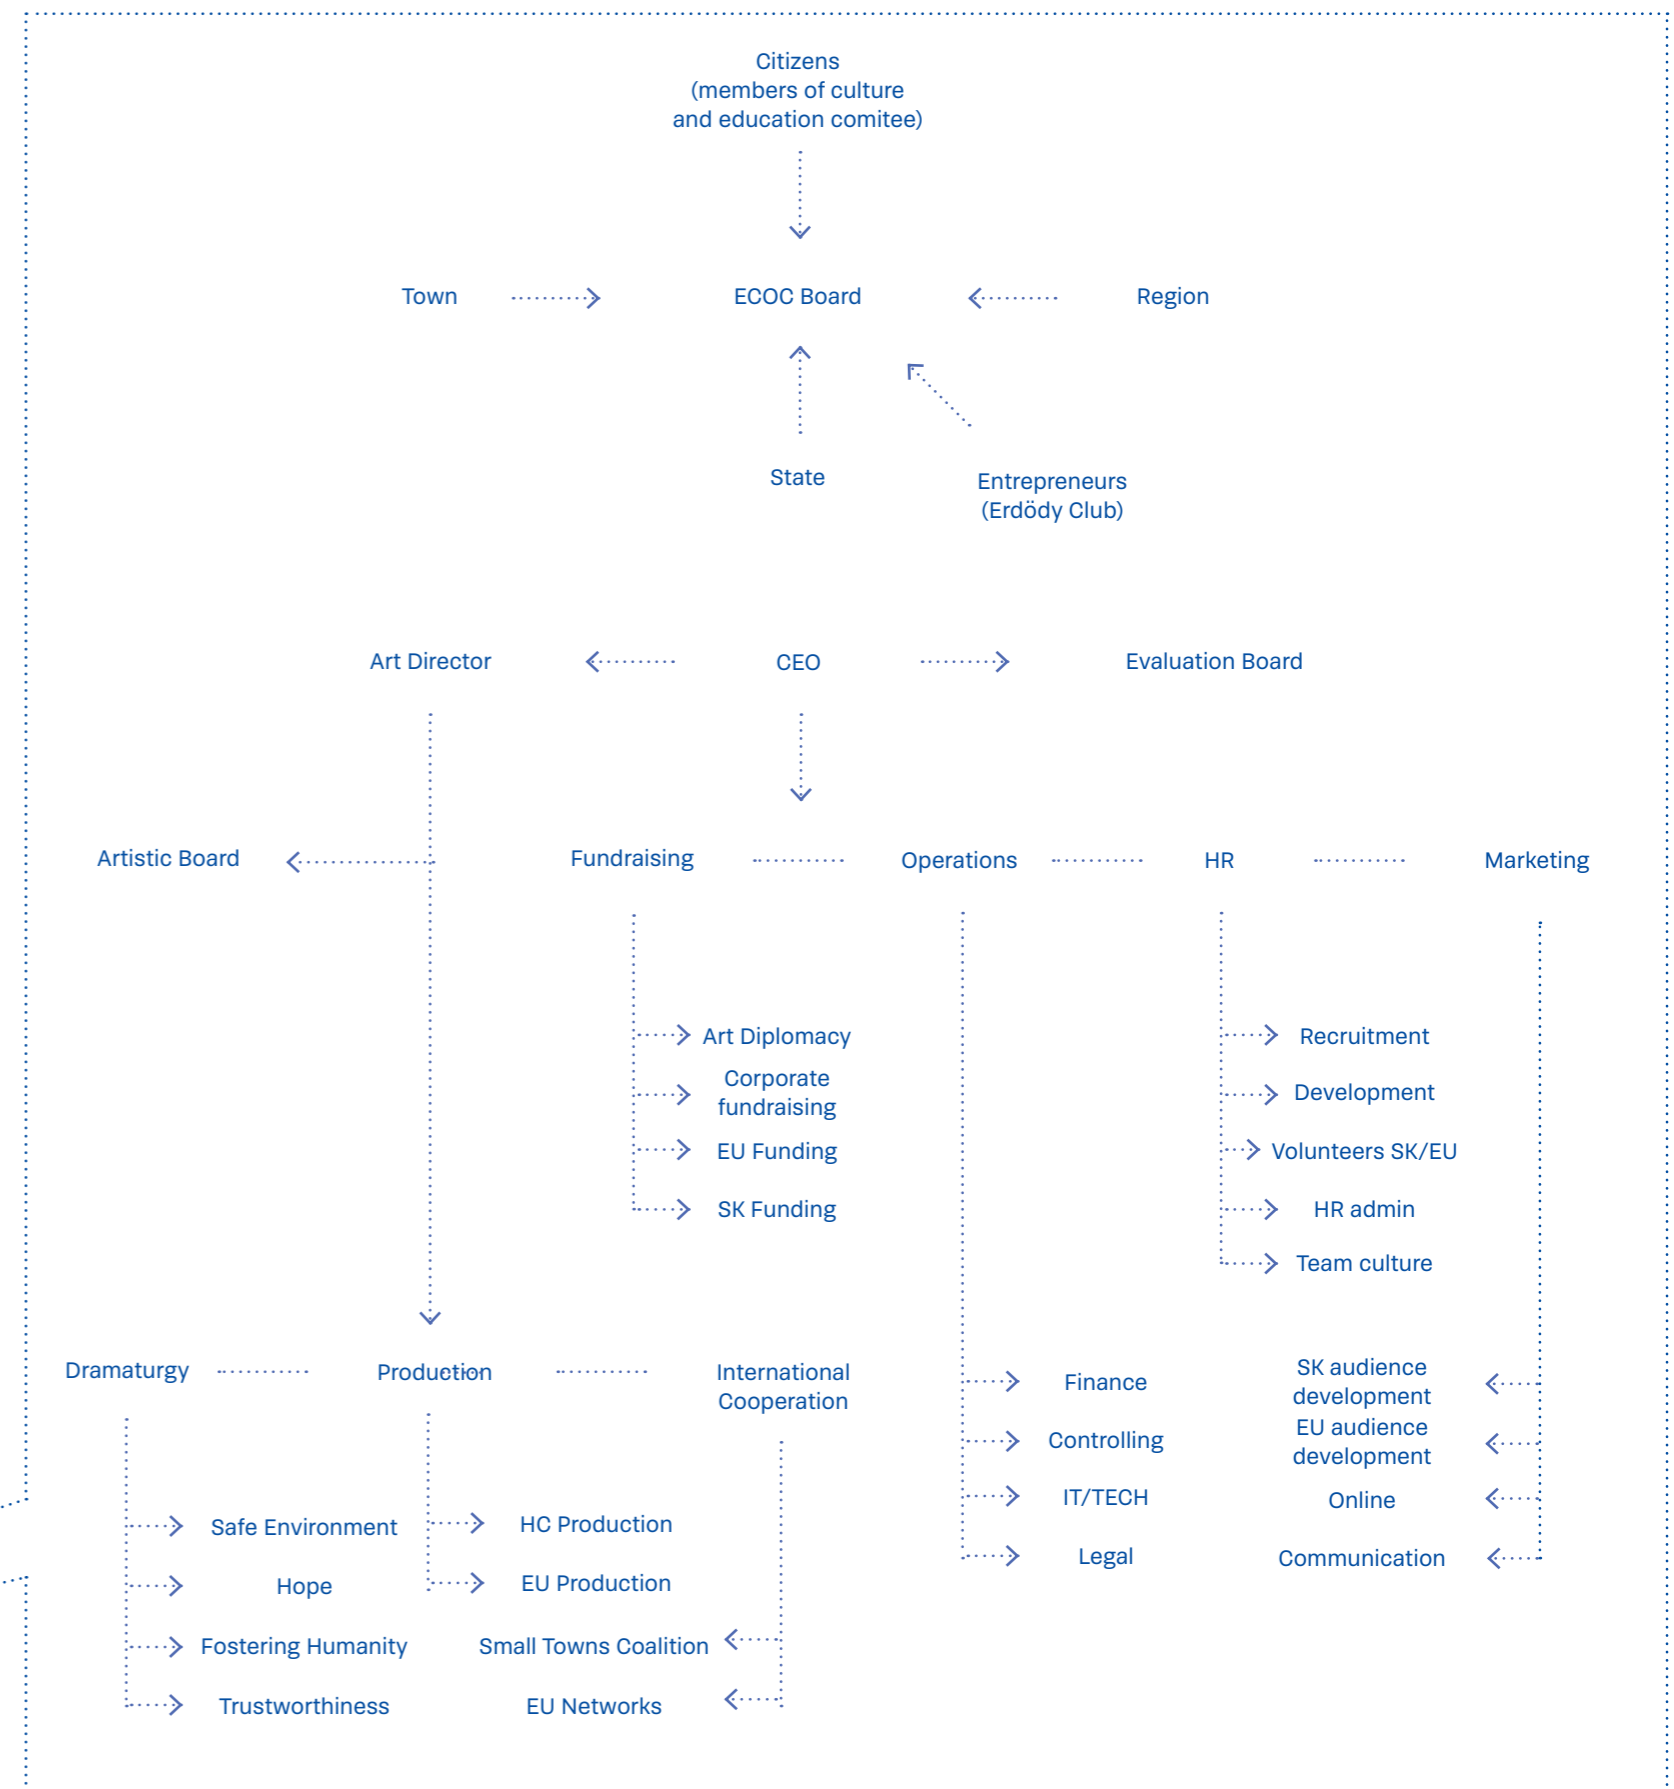 Citizens
(members of culture
and education comitee)
Town
ECOC Board
Region
State
Entrepreneurs
(Erdödy Club)
Art Director
CEO
Evaluation Board
Artistic Board
Fundraising
Operations
HR
Marketing
Art Diplomacy
Corporate
fundraising
EU Funding
SK Funding
Recruitment
Development
Volunteers SK/EU
HR admin
Team culture
Dramaturgy
Production
International
Cooperation
Safe Environment
Hope
Fostering Humanity
Trustworthiness
HC Production
EU Production
Small Towns Coalition
EU Networks
Finance
Controlling
IT/TECH
Legal
SK audience
development
EU audience
development
Online
Communication